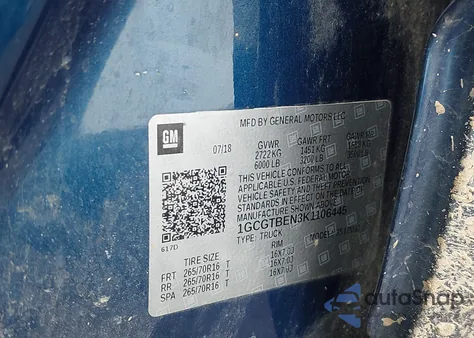 GM
MFD BY GENERAL MOTORS LLC
07/18 GVWR GAWR FRT GAWR RR
2722 KG 1451 KG
6000 LB 3200 LB
THIS VEHICLE CONFORMS TO ALL
APPLICABLE U.S. FEDERAL MOTOR
VEHICLE SAFETY AND
STANDARDS IN EFFECT ON THE DATE OF
MANUFACTURE SHOWN ABOVE.
1GCGTBEN3K1106445
TYPE: TRUCK
617D
TIRE SIZE RIM
FRT 265/70R16 T 16X7.0J
RR 265/70R16 T 16X7.0J
SPA 265/70R16 T 16X7.0J
autoSnap